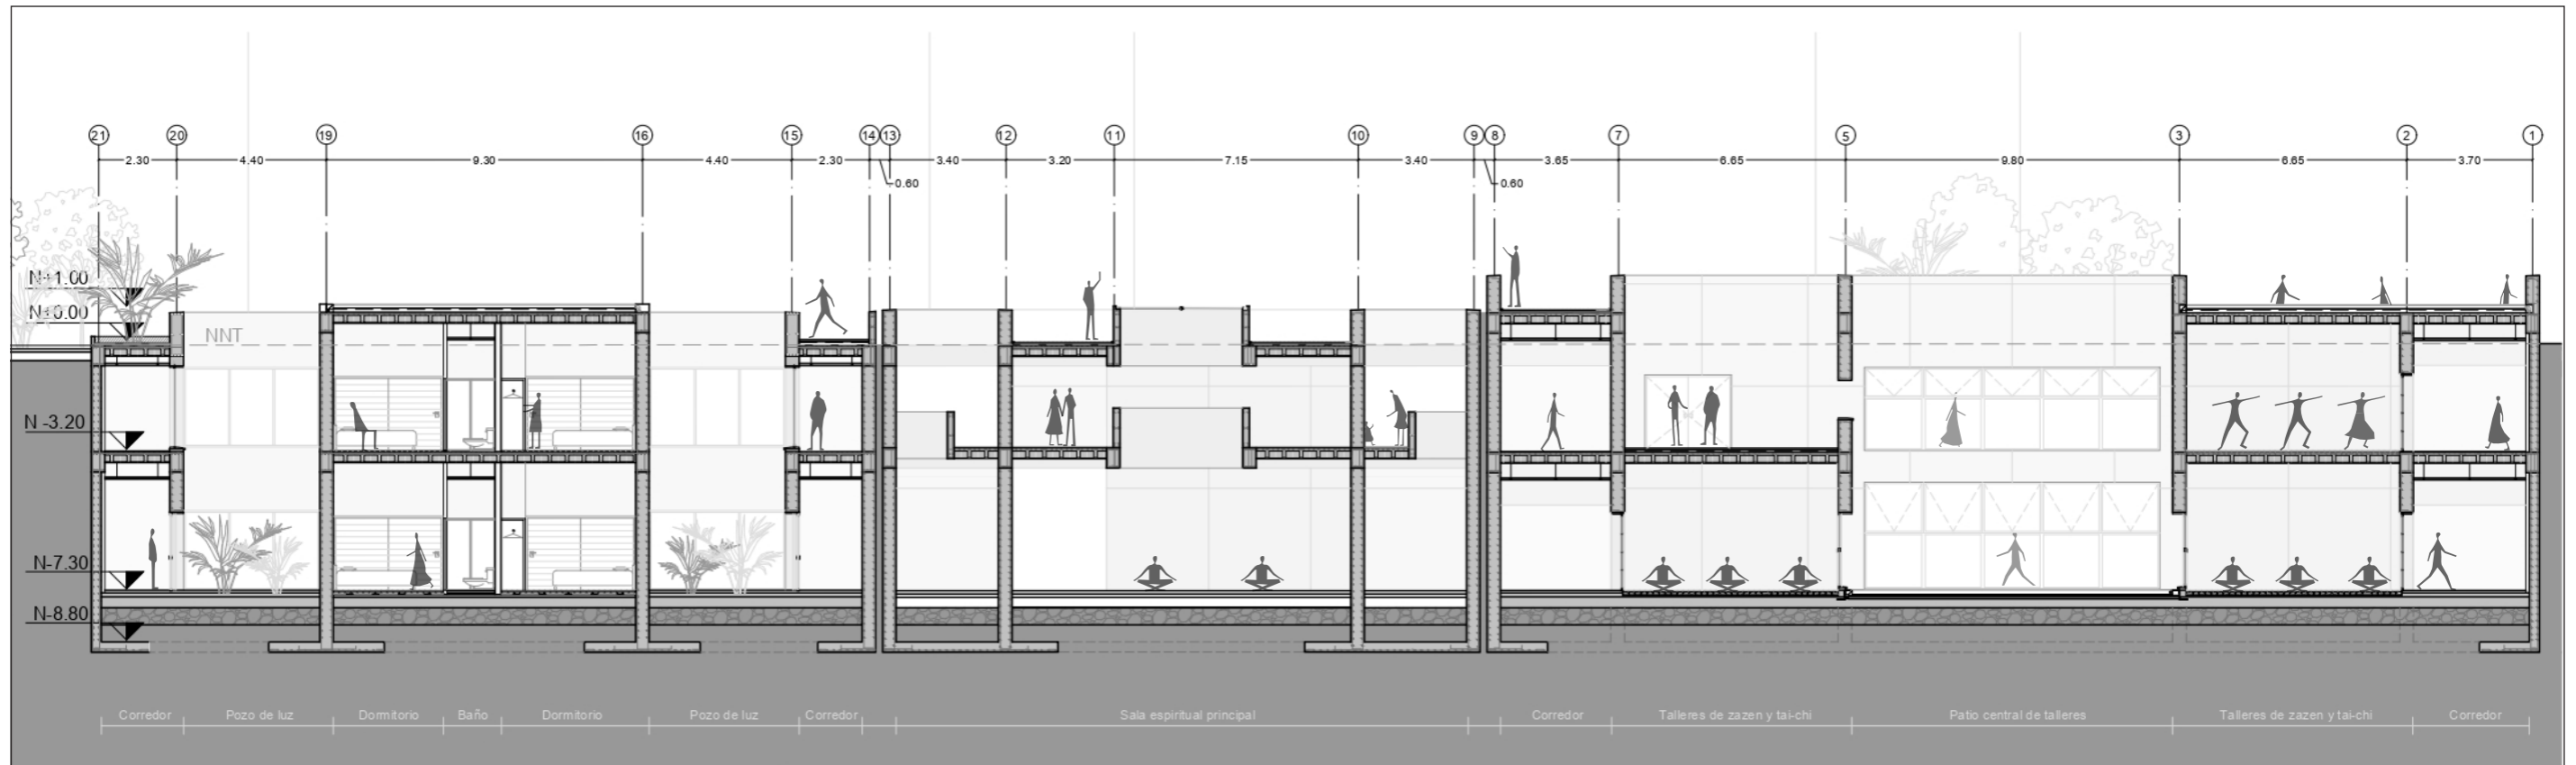 21 20 19 16 15 14 13 12 11 10 9 8 7 5 3 2 1
2.30 4.40 9.30 4.40 2.30 3.40 3.20 7.15 3.40 3.65 6.65 9.80 6.65 3.70
0.60 0.60
N+1.00
N±0.00
NNT
N -3.20
N-7.30
N-8.80
Corredor Pozo de luz Dormitorio Baño Dormitorio Pozo de luz Corredor Sala espiritual principal Corredor Talleres de zazen y tai-chi Patio central de talleres Talleres de zazen y tai-chi Corredor